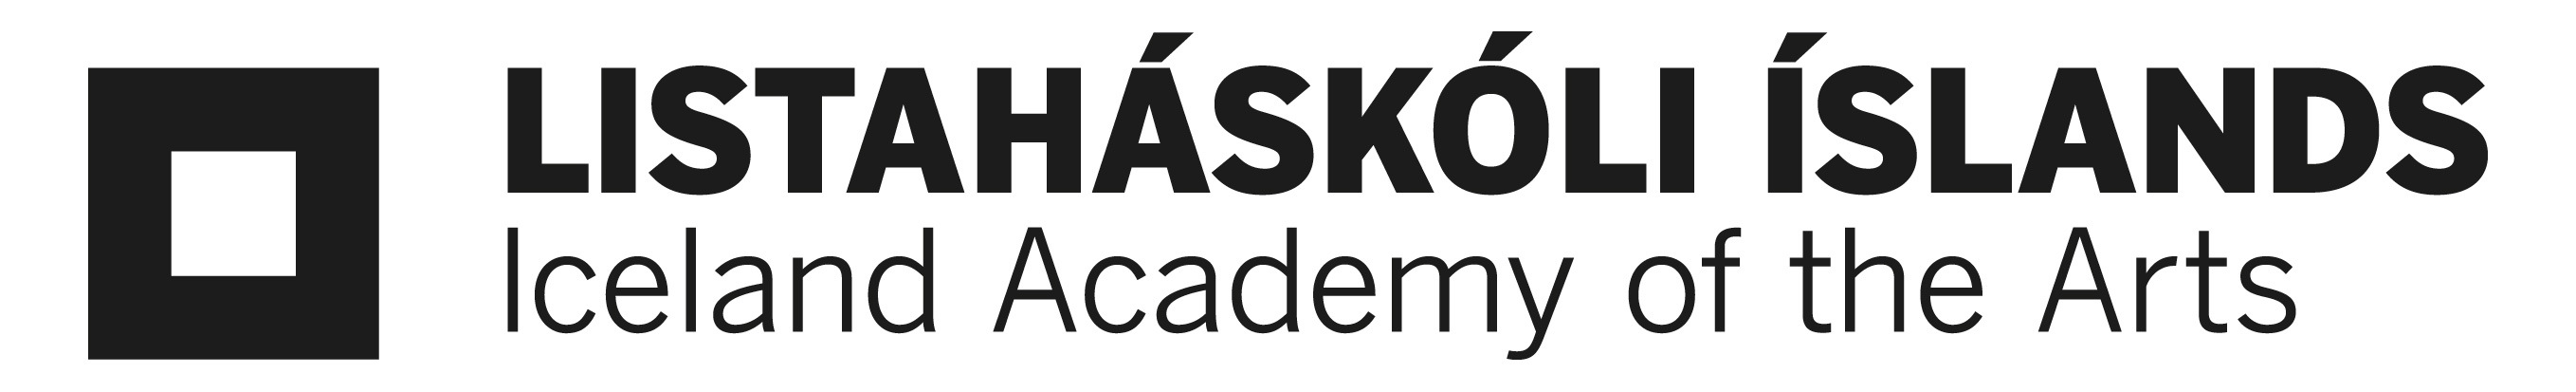 LISTAHÁSKÓLI ÍSLANDS
Iceland Academy of the Arts